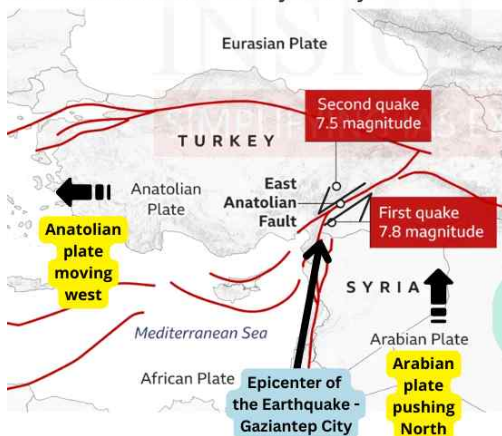 Eurasian Plate
Second quake
7.5 magnitude
TURKEY
East
Anatolian
Fault
Anatolian
Plate
First quake
7.8 magnitude
Anatolian
plate
moving
west
SYRIA
Mediterranean Sea
Arabian Plate
African Plate
Epicenter of
the Earthquake -
Gaziantep City
Arabian
plate
pushing
North